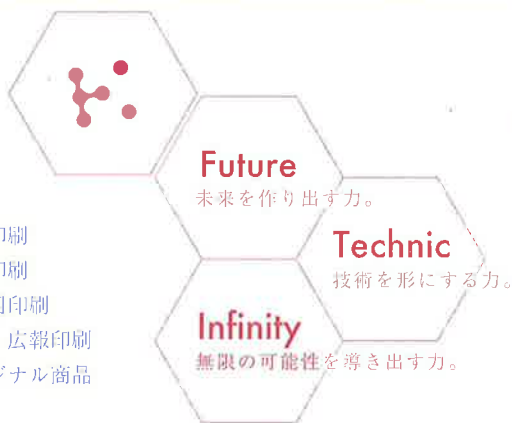 Future
未来を作り出す力。
Technic
技術を形にする力。
Infinity
無限の可能性を導き出す力。
印刷
印刷
印刷
広報印刷
ジナル商品